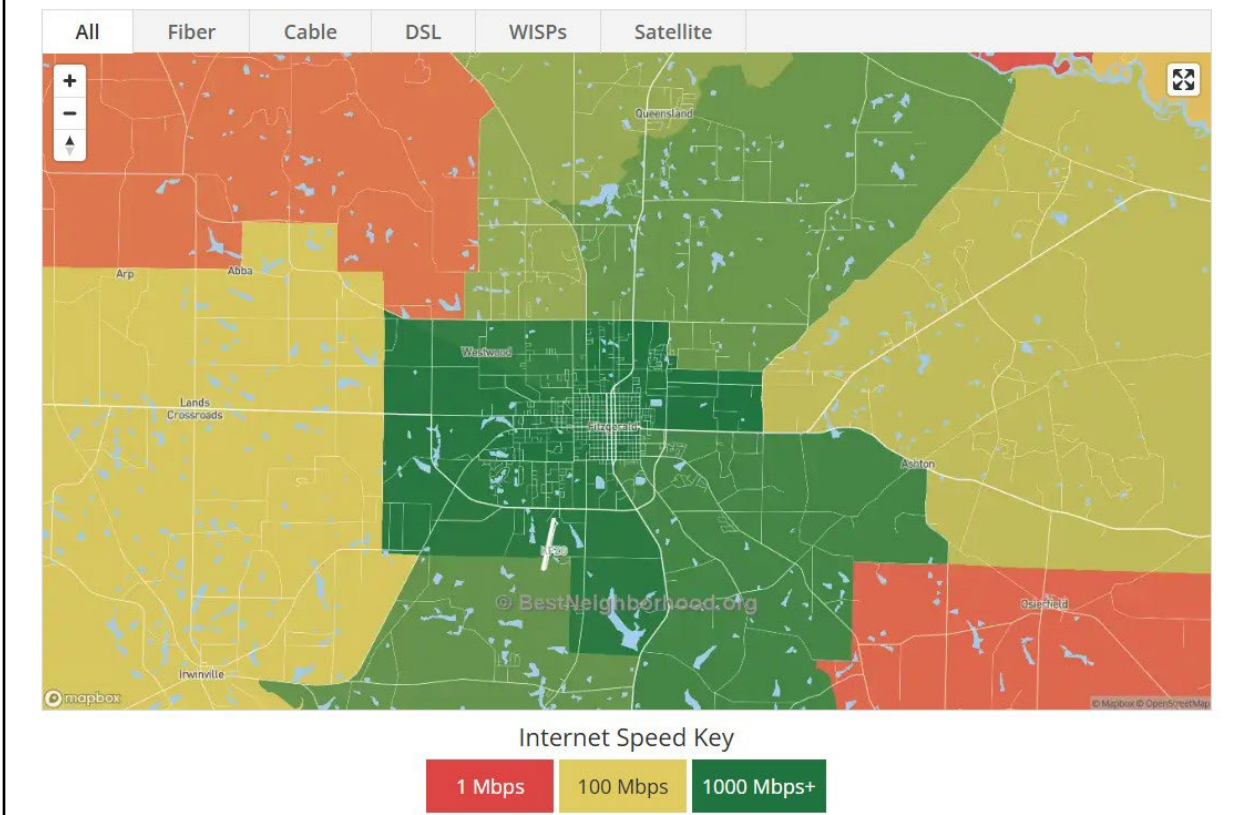 All Fiber Cable DSL WISPs Satellite
+
−
Queensland
Arp
Abba
Westwood
Lands
Crossroads
Fitzgerald
Ashton
© BestNeighborhood.org
Osierfield
Irwinville
mapbox
© Mapbox © OpenStreetMap
Internet Speed Key
1 Mbps 100 Mbps 1000 Mbps+